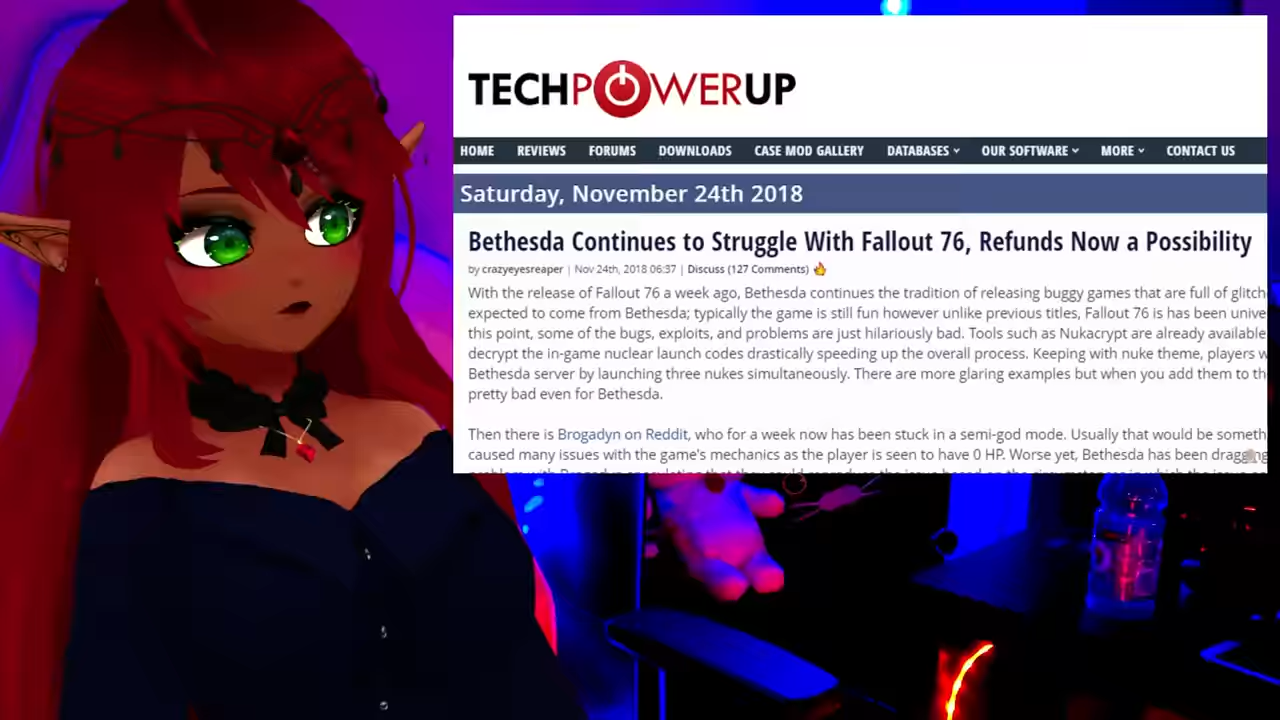 TECHPOWERUP
HOME REVIEWS FORUMS DOWNLOADS CASE MOD GALLERY DATABASES OUR SOFTWARE MORE CONTACT US
Saturday, November 24th 2018
Bethesda Continues to Struggle With Fallout 76, Refunds Now a Possibility
by crazyeyesreaper | Nov 24th, 2018 06:37 | Discuss (127 Comments)
With the release of Fallout 76 a week ago, Bethesda continues the tradition of releasing buggy games that are full of glitch
expected to come from Bethesda; typically the game is still fun however unlike previous titles, Fallout 76 is has been unive
this point, some of the bugs, exploits, and problems are just hilariously bad. Tools such as Nukacrypt are already available
decrypt the in-game nuclear launch codes drastically speeding up the overall process. Keeping with nuke theme, players w
Bethesda server by launching three nukes simultaneously. There are more glaring examples but when you add them to th
pretty bad even for Bethesda.
Then there is Brogadyn on Reddit, who for a week now has been stuck in a semi-god mode. Usually that would be someth
caused many issues with the game's mechanics as the player is seen to have 0 HP. Worse yet, Bethesda has been dragging